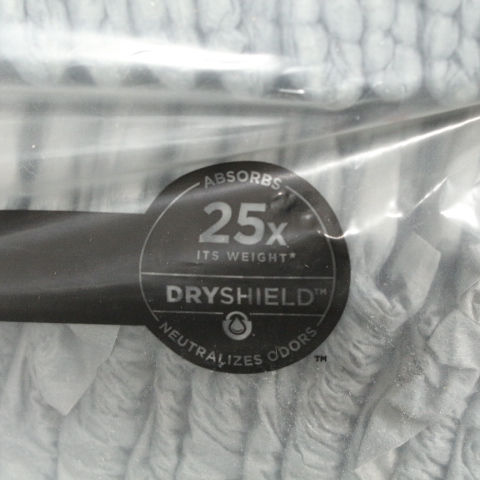 ABSORBS
25x
ITS WEIGHT*
DRYSHIELD™
NEUTRALIZES ODORS
™